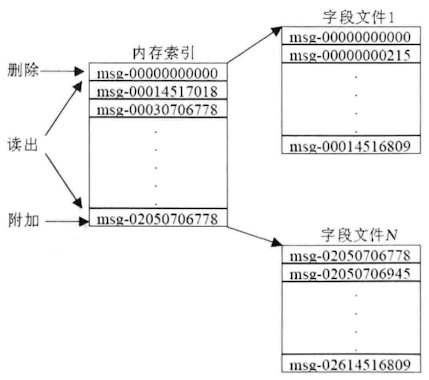 字段文件1
msg-00000000000
msg-00000000215
msg-00014516809
内存索引
删除
msg-00000000000
msg-00014517018
msg-00030706778
读出
附加
msg-02050706778
字段文件N
msg-02050706778
msg-02050706945
msg-02614516809